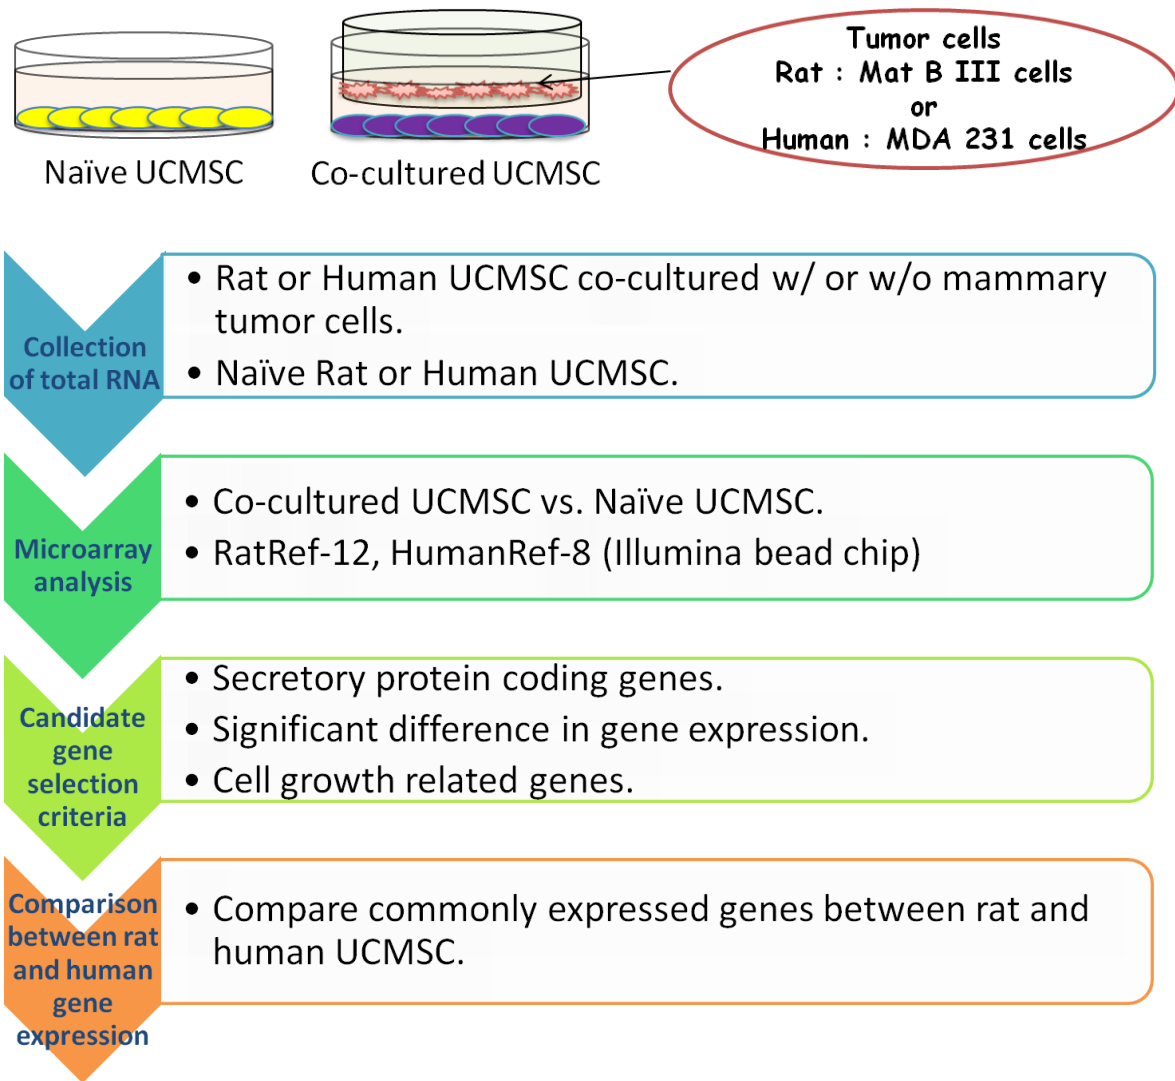 Tumor cells
Rat : Mat B III cells
or
Human : MDA 231 cells
Naïve UCMSC
Co-cultured UCMSC
Collection
of total RNA
• Rat or Human UCMSC co-cultured w/ or w/o mammary
tumor cells.
• Naïve Rat or Human UCMSC.
Microarray
analysis
• Co-cultured UCMSC vs. Naïve UCMSC.
• RatRef-12, HumanRef-8 (Illumina bead chip)
Candidate
gene
selection
criteria
• Secretory protein coding genes.
• Significant difference in gene expression.
• Cell growth related genes.
Comparison
between rat
and human
gene
expression
• Compare commonly expressed genes between rat and
human UCMSC.